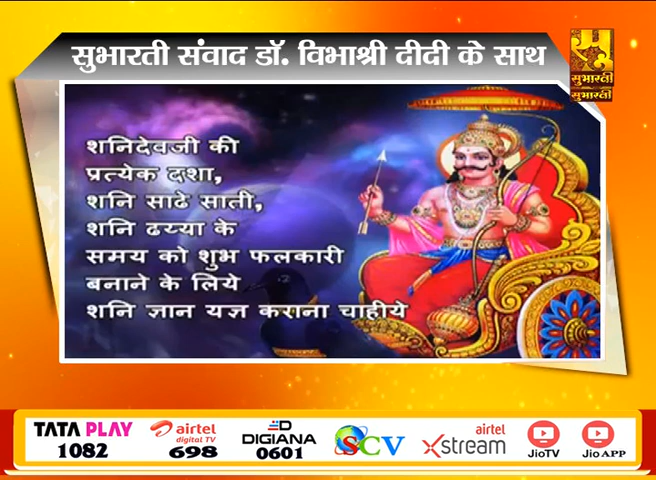 सुभारती संवाद डॉ. विभाश्री दीदी के साथ
सुभारती
सुभारती
शनिदेवजी की
प्रत्येक दशा,
शनि साढे साती,
शनि ढय्या के
समय को शुभ फलकारी
बनाने के लिये
शनि ज्ञान यज्ञ कराना चाहीये
TATA PLAY
1082
airtel
digital TV
698
DIGIANA
0601
SCV
airtel
Xstream
JioTV
JioAPP